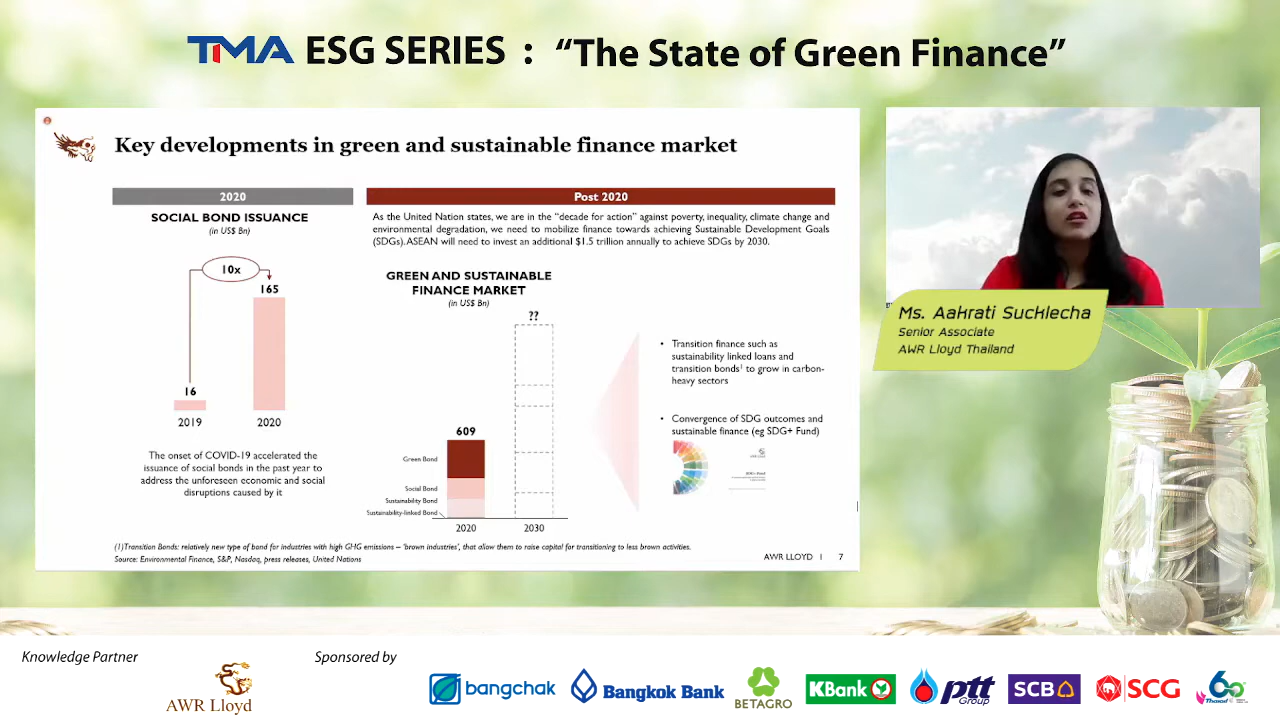 TMA ESG SERIES : “The State of Green Finance”
Key developments in green and sustainable finance market
2020
SOCIAL BOND ISSUANCE
(in US$ Bn)
10x
165
16
2019
2020
The onset of COVID-19 accelerated the
issuance of social bonds in the past year to
address the unforeseen economic and social
disruptions caused by it
Post 2020
As the United Nation states, we are in the “decade for action” against poverty, inequality, climate change and
environmental degradation, we need to mobilize finance towards achieving Sustainable Development Goals
(SDGs). ASEAN will need to invest an additional $1.5 trillion annually to achieve SDGs by 2030.
GREEN AND SUSTAINABLE
FINANCE MARKET
(in US$ Bn)
??
609
Green Bond
Social Bond
Sustainability Bond
Sustainability-linked Bond
2020
2030
• Transition finance such as
sustainability linked loans and
transition bonds¹ to grow in carbon-
heavy sectors
• Convergence of SDG outcomes and
sustainable finance (eg SDG+ Fund)
(1)Transition Bonds: relatively new type of bond for industries with high GHG emissions – ‘brown industries’, that allow them to raise capital for transitioning to less brown activities.
Source: Environmental Finance, S&P, Nasdaq, press releases, United Nations
AWR LLOYD | 7
Ms. Aakrati Sucklecha
Senior Associate
AWR Lloyd Thailand
Knowledge Partner
AWR Lloyd
Sponsored by
bangchak
Bangkok Bank
BETAGRO
KBank
ptt
Group
SCB
SCG
60
Thaioil